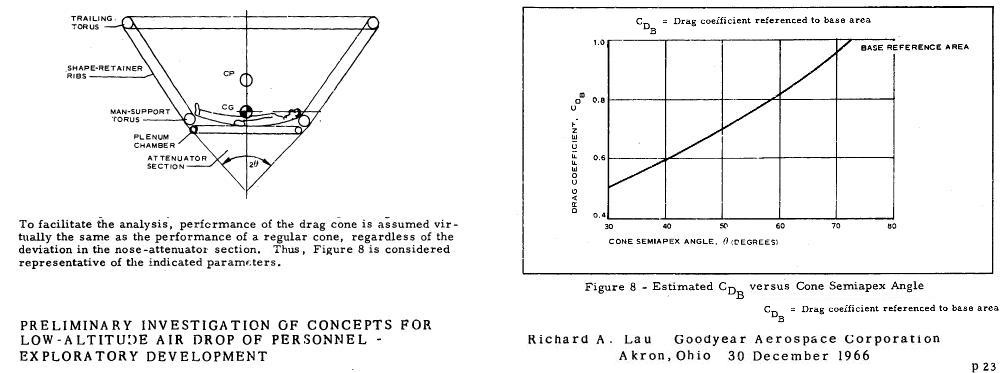 TRAILING
TORUS
SHAPE-RETAINER
RIBS
CP
CG
MAN-SUPPORT
TORUS
PLENUM
CHAMBER
ATTENUATOR
SECTION
2θ
To facilitate the analysis, performance of the drag cone is assumed vir-
tually the same as the performance of a regular cone, regardless of the
deviation in the nose-attenuator section. Thus, Figure 8 is considered
representative of the indicated parameters.
PRELIMINARY INVESTIGATION OF CONCEPTS FOR
LOW-ALTITUDE AIR DROP OF PERSONNEL -
EXPLORATORY DEVELOPMENT
C_D_B = Drag coefficient referenced to base area
BASE REFERENCE AREA
DRAG COEFFICIENT, C_D_B
1.0
0.8
0.6
0.4
30 40 50 60 70 80
CONE SEMIAPEX ANGLE, θ (DEGREES)
Figure 8 - Estimated C_D_B versus Cone Semiapex Angle
C_D_B = Drag coefficient referenced to base area
Richard A. Lau Goodyear Aerospace Corporation
Akron, Ohio 30 December 1966
p 23